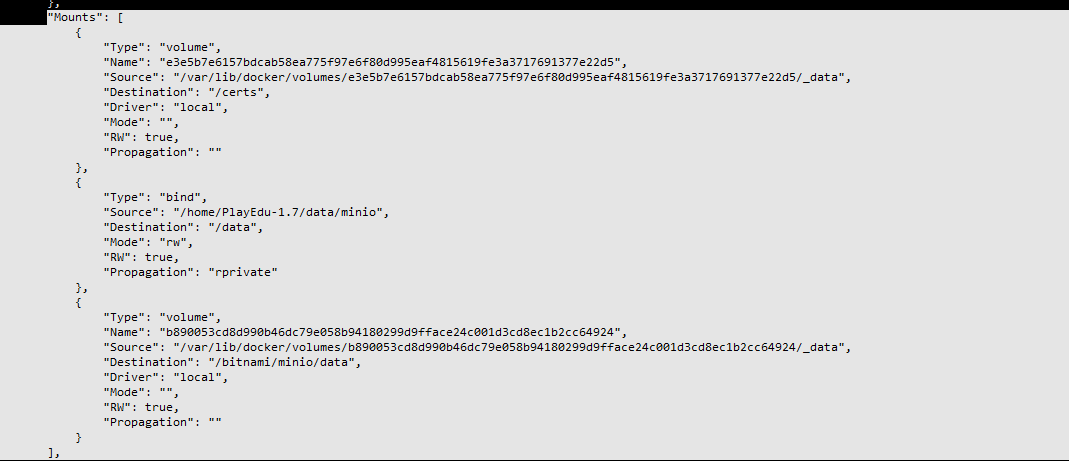 },
"Mounts": [
{
"Type": "volume",
"Name": "e3e5b7e6157bdcab58ea775f97e6f80d995eaf4815619fe3a3717691377e22d5",
"Source": "/var/lib/docker/volumes/e3e5b7e6157bdcab58ea775f97e6f80d995eaf4815619fe3a3717691377e22d5/_data",
"Destination": "/certs",
"Driver": "local",
"Mode": "",
"RW": true,
"Propagation": ""
},
{
"Type": "bind",
"Source": "/home/PlayEdu-1.7/data/minio",
"Destination": "/data",
"Mode": "rw",
"RW": true,
"Propagation": "rprivate"
},
{
"Type": "volume",
"Name": "b890053cd8d990b46dc79e058b94180299d9fface24c001d3cd8ec1b2cc64924",
"Source": "/var/lib/docker/volumes/b890053cd8d990b46dc79e058b94180299d9fface24c001d3cd8ec1b2cc64924/_data",
"Destination": "/bitnami/minio/data",
"Driver": "local",
"Mode": "",
"RW": true,
"Propagation": ""
}
],